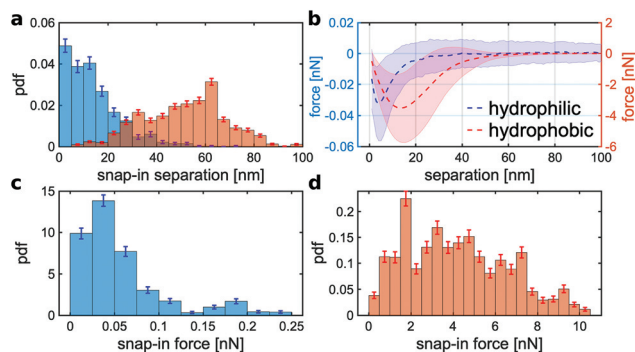 a
0.06
0.04
0.02
0
pdf
0 20 40 60 80 100
snap-in separation [nm]
b
0.02
0
-0.02
-0.04
-0.06
force [nN]
2
0
-2
-4
-6
force [nN]
hydrophilic
hydrophobic
0 20 40 60 80 100
separation [nm]
c
15
10
5
0
pdf
0 0.05 0.10 0.15 0.20 0.25
snap-in force [nN]
d
0.2
0.15
0.1
0.05
0
pdf
0 2 4 6 8 10
snap-in force [nN]